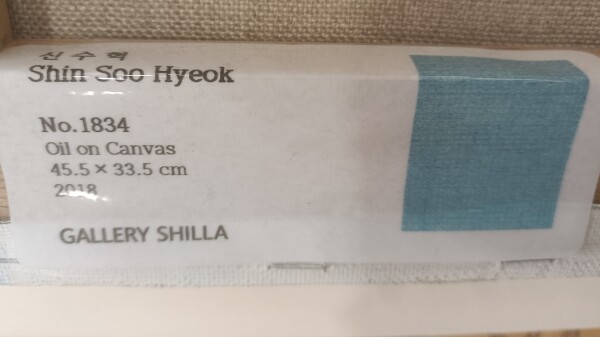 신수혁
Shin Soo Hyeok
No.1834
Oil on Canvas
45.5 × 33.5 cm
2018
GALLERY SHILLA